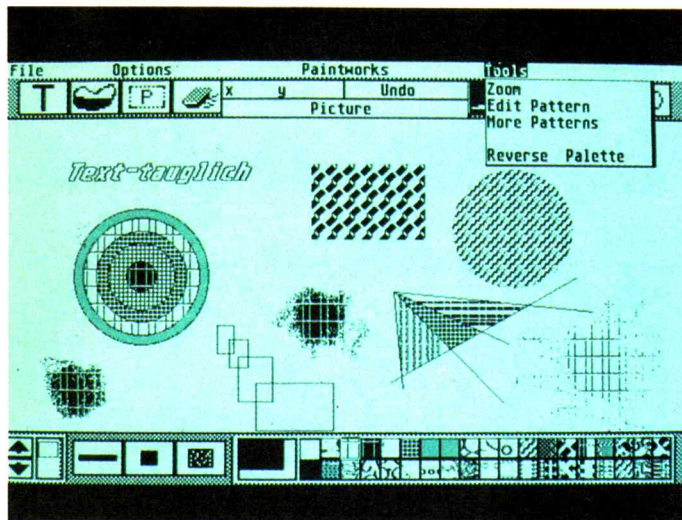 File Options Paintworks Tools
T P x y Undo
Picture
Zoom
Edit Pattern
More Patterns
Reverse Palette
Text-tauglich